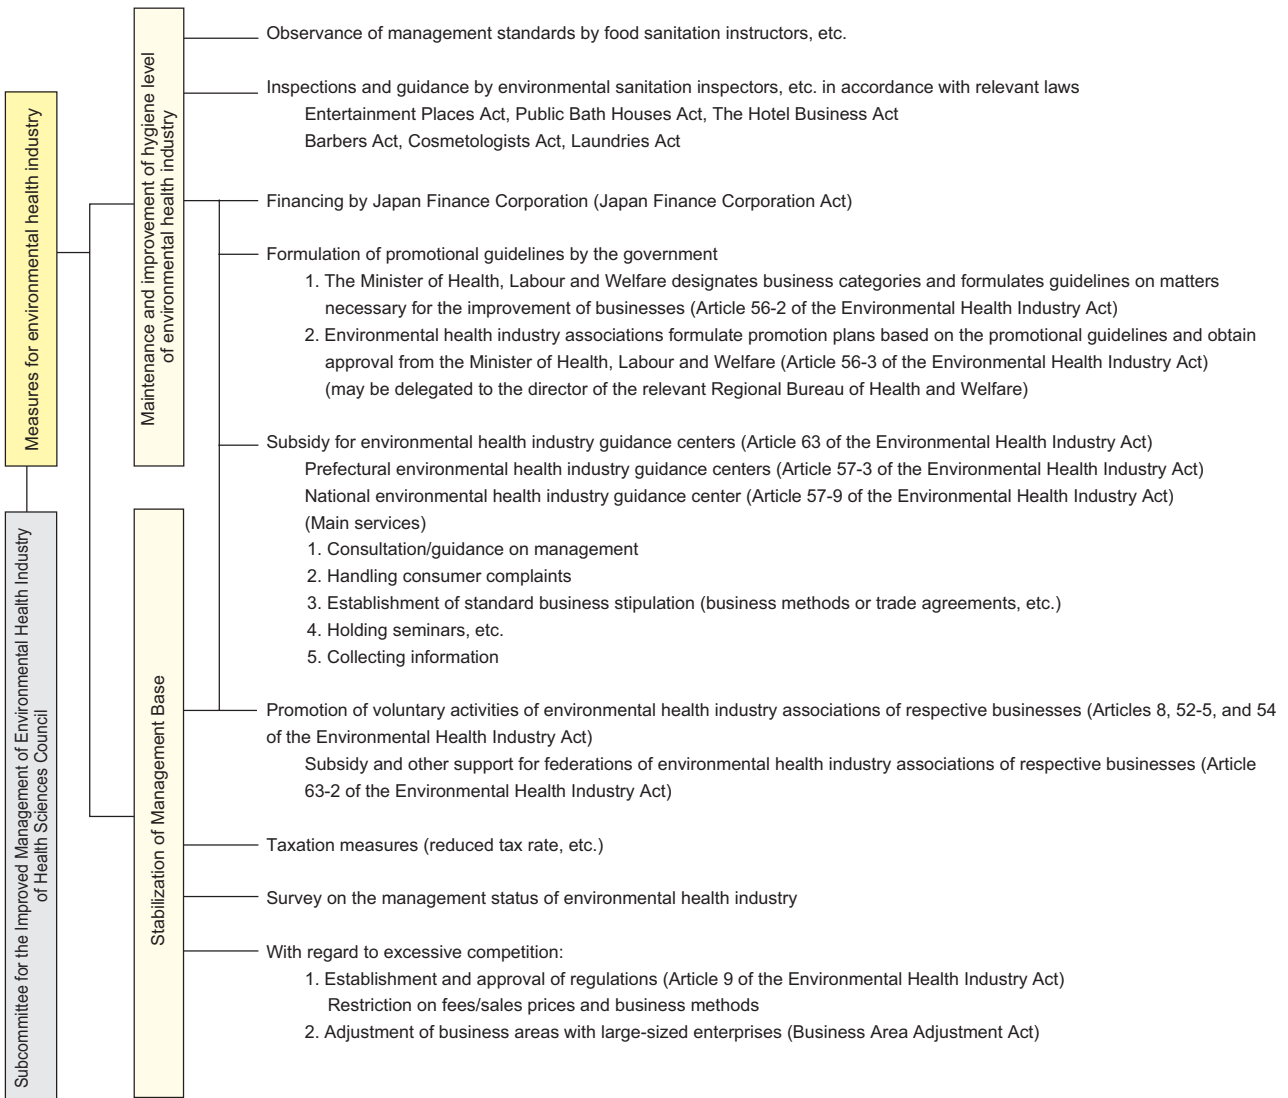 Measures for environmental health industry
Subcommittee for the Improved Management of Environmental Health Industry
of Health Sciences Council
Maintenance and improvement of hygiene level
of environmental health industry
Stabilization of Management Base
Observance of management standards by food sanitation instructors, etc.
Inspections and guidance by environmental sanitation inspectors, etc. in accordance with relevant laws
Entertainment Places Act, Public Bath Houses Act, The Hotel Business Act
Barbers Act, Cosmetologists Act, Laundries Act
Financing by Japan Finance Corporation (Japan Finance Corporation Act)
Formulation of promotional guidelines by the government
1. The Minister of Health, Labour and Welfare designates business categories and formulates guidelines on matters
necessary for the improvement of businesses (Article 56-2 of the Environmental Health Industry Act)
2. Environmental health industry associations formulate promotion plans based on the promotional guidelines and obtain
approval from the Minister of Health, Labour and Welfare (Article 56-3 of the Environmental Health Industry Act)
(may be delegated to the director of the relevant Regional Bureau of Health and Welfare)
Subsidy for environmental health industry guidance centers (Article 63 of the Environmental Health Industry Act)
Prefectural environmental health industry guidance centers (Article 57-3 of the Environmental Health Industry Act)
National environmental health industry guidance center (Article 57-9 of the Environmental Health Industry Act)
(Main services)
1. Consultation/guidance on management
2. Handling consumer complaints
3. Establishment of standard business stipulation (business methods or trade agreements, etc.)
4. Holding seminars, etc.
5. Collecting information
Promotion of voluntary activities of environmental health industry associations of respective businesses (Articles 8, 52-5, and 54
of the Environmental Health Industry Act)
Subsidy and other support for federations of environmental health industry associations of respective businesses (Article
63-2 of the Environmental Health Industry Act)
Taxation measures (reduced tax rate, etc.)
Survey on the management status of environmental health industry
With regard to excessive competition:
1. Establishment and approval of regulations (Article 9 of the Environmental Health Industry Act)
Restriction on fees/sales prices and business methods
2. Adjustment of business areas with large-sized enterprises (Business Area Adjustment Act)